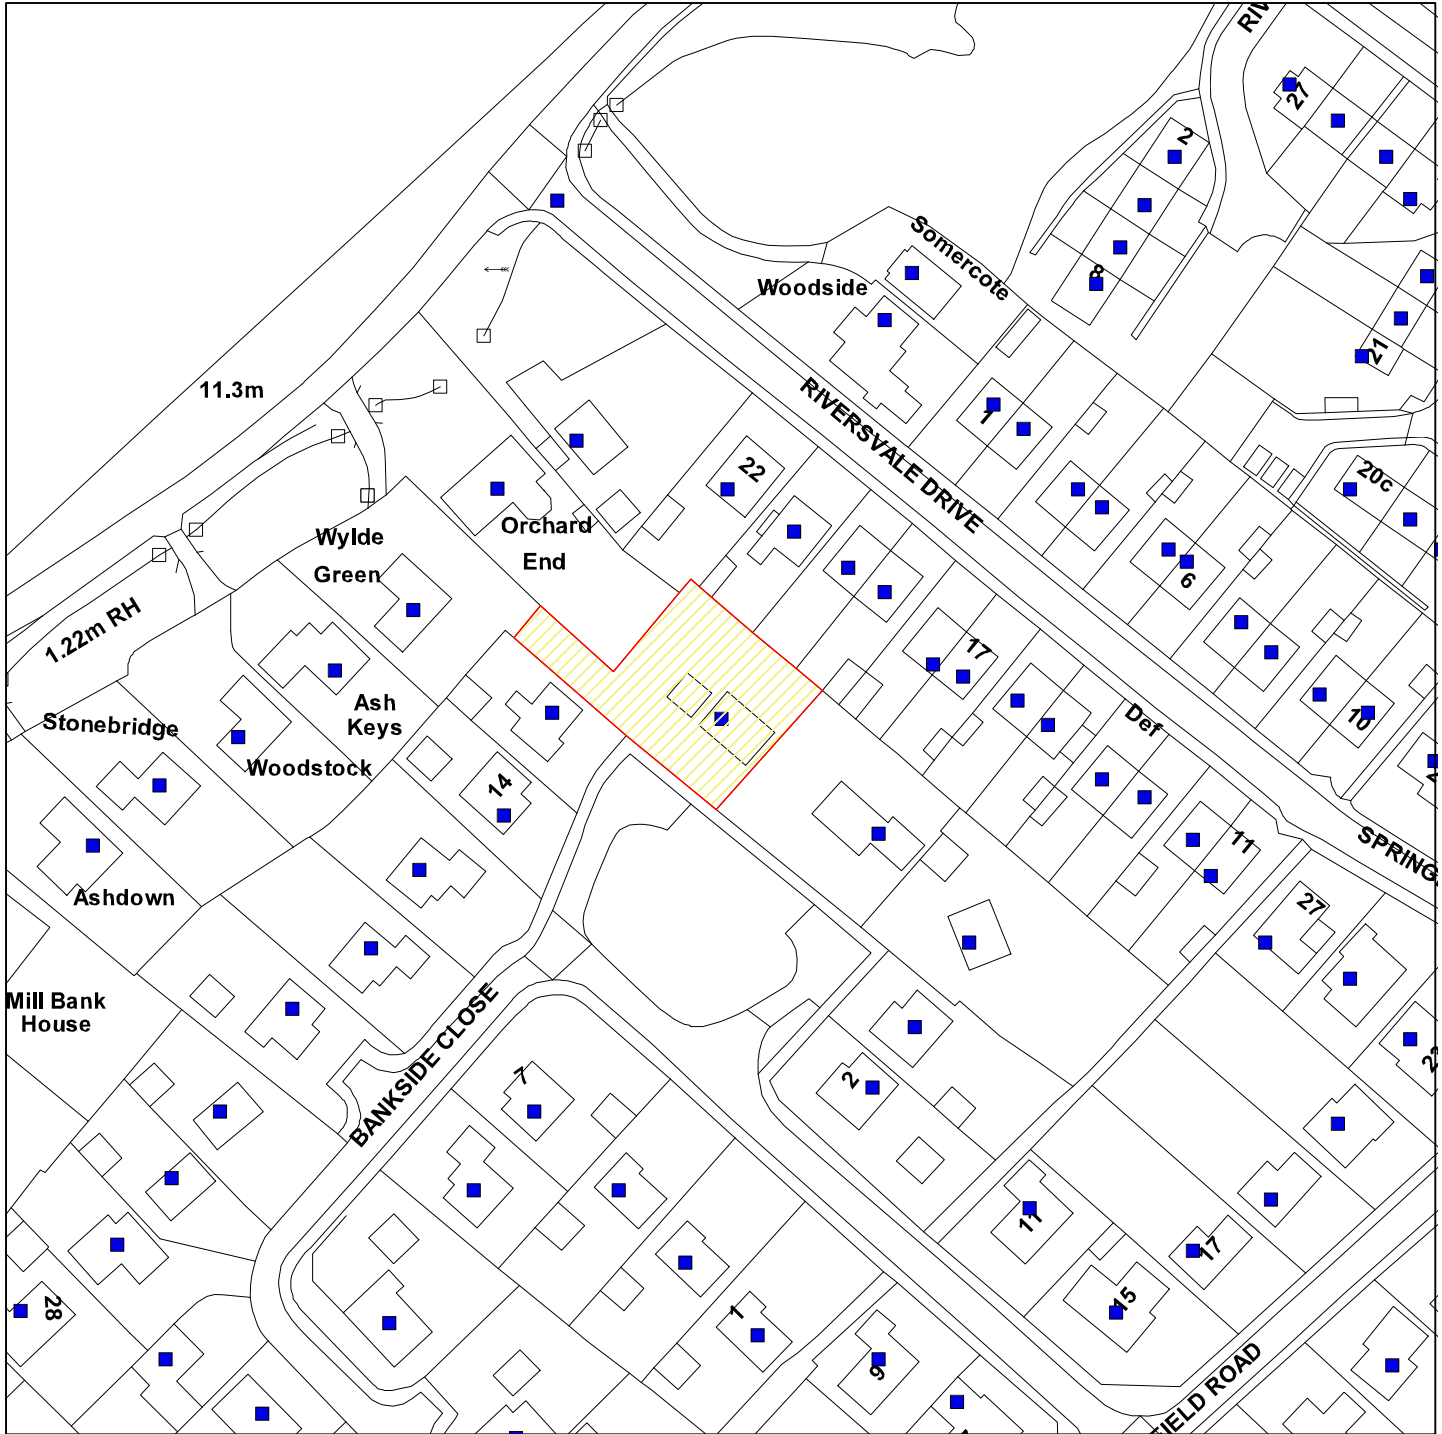 27
2
Somercote
8
Woodside
21
11.3m
RIVERSVALE DRIVE
1
22
20c
Orchard
End
Wylde
Green
6
1.22m RH
17
Ash
Keys
Def
10
Stonebridge
Woodstock
14
11
SPRING
Ashdown
27
Mill Bank
House
BANKSIDE CLOSE
7
2
11
17
28
1
15
9
FIELD ROAD